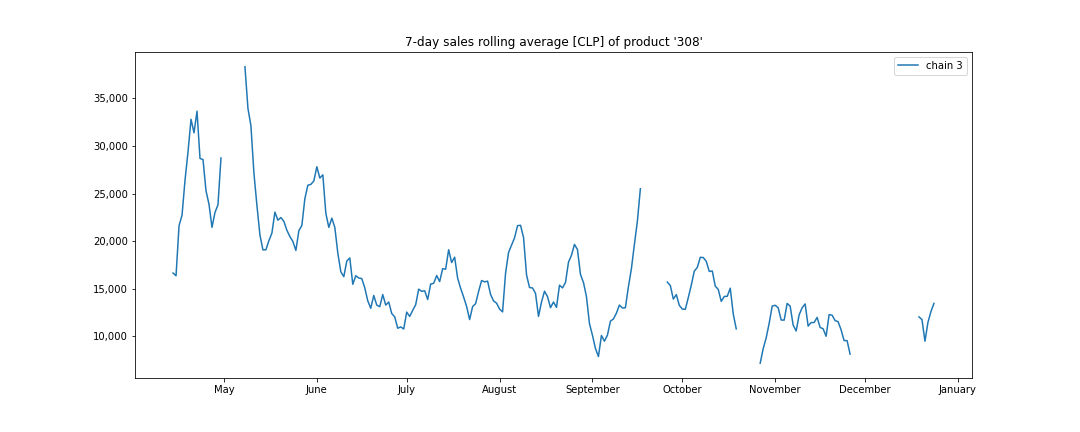 7-day sales rolling average [CLP] of product '308'
chain 3
35,000
30,000
25,000
20,000
15,000
10,000
May June July August September October November December January